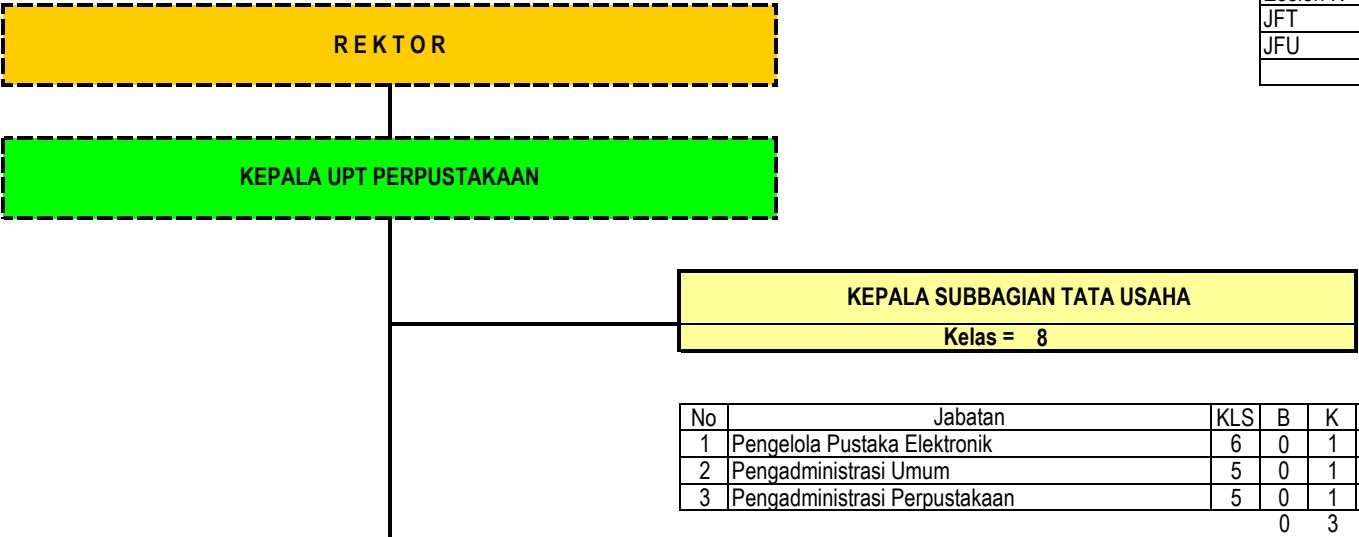 JFT
JFU
R E K T O R
KEPALA UPT PERPUSTAKAAN
KEPALA SUBBAGIAN TATA USAHA
Kelas = 8
No Jabatan KLS B K
1 Pengelola Pustaka Elektronik 6 0 1
2 Pengadministrasi Umum 5 0 1
3 Pengadministrasi Perpustakaan 5 0 1
0 3